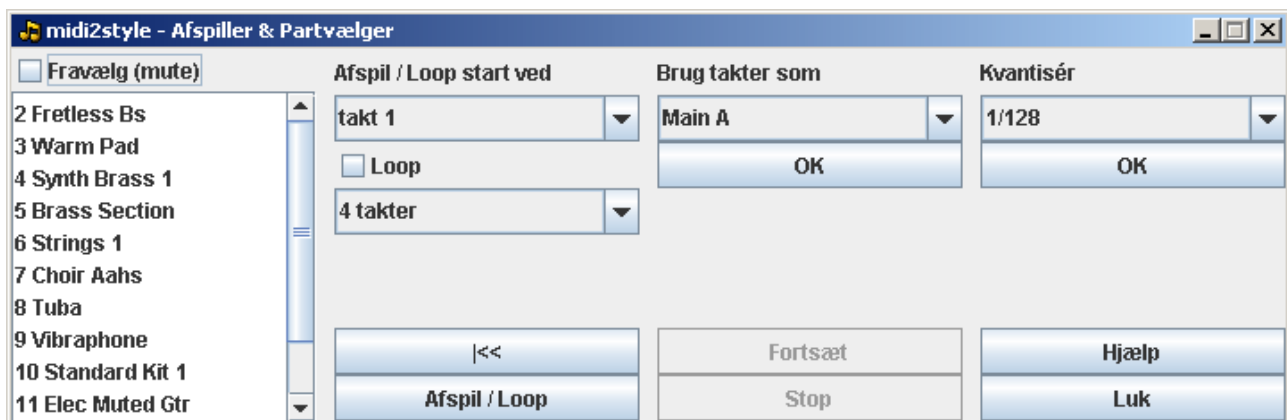 midi2style - Afspiller & Partvælger
Fravælg (mute)
2 Fretless Bs
3 Warm Pad
4 Synth Brass 1
5 Brass Section
6 Strings 1
7 Choir Aahs
8 Tuba
9 Vibraphone
10 Standard Kit 1
11 Elec Muted Gtr
Afspil / Loop start ved
takt 1
Loop
4 takter
|<<
Afspil / Loop
Brug takter som
Main A
OK
Fortsæt
Stop
Kvantisér
1/128
OK
Hjælp
Luk